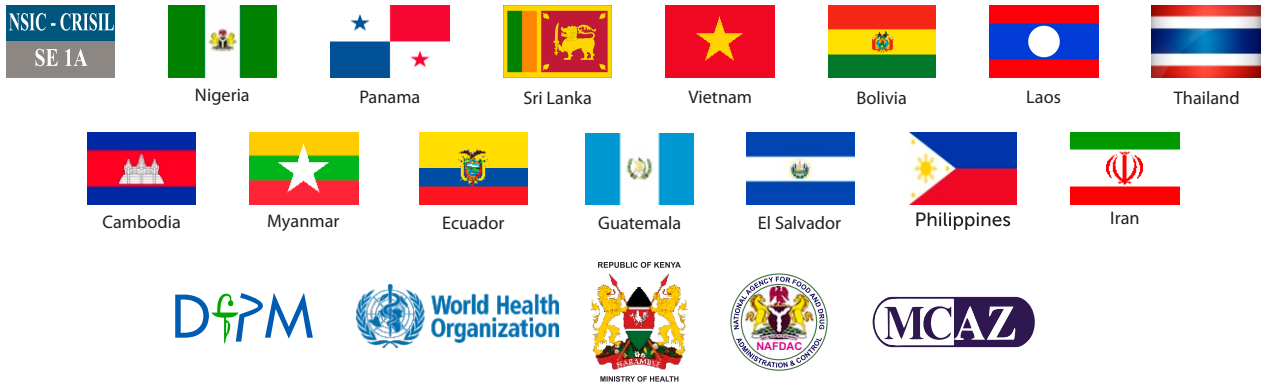 NSIC - CRISIL
SE 1A
Nigeria
Panama
Sri Lanka
Vietnam
Bolivia
Laos
Thailand
Cambodia
Myanmar
Ecuador
Guatemala
El Salvador
Philippines
Iran
DfPM
World Health
Organization
REPUBLIC OF KENYA
HARAMBEE
MINISTRY OF HEALTH
NATIONAL AGENCY FOR FOOD AND DRUG
ADMINISTRATION & CONTROL
NAFDAC
MCAZ